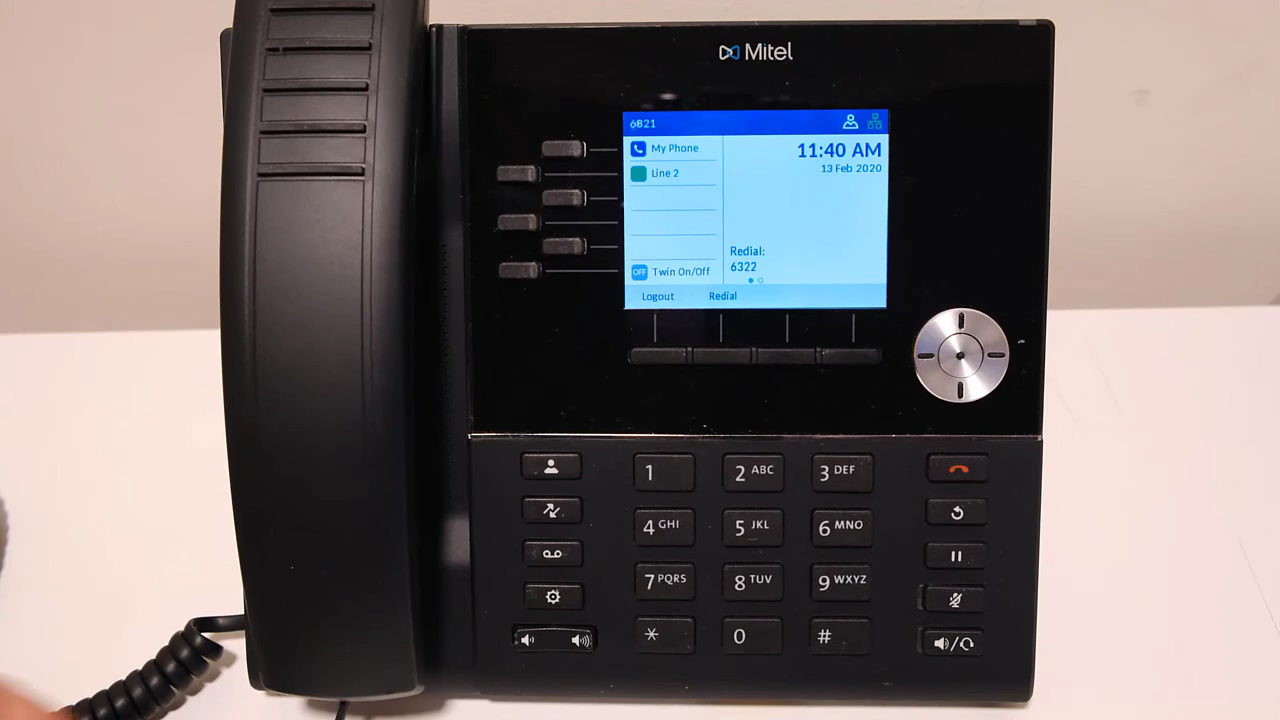 Mitel
6821
My Phone
11:40 AM
13 Feb 2020
Line 2
Redial:
6322
OFF Twin On/Off
Logout Redial
1 2 ABC 3 DEF
4 GHI 5 JKL 6 MNO
7 PQRS 8 TUV 9 WXYZ
* 0 #